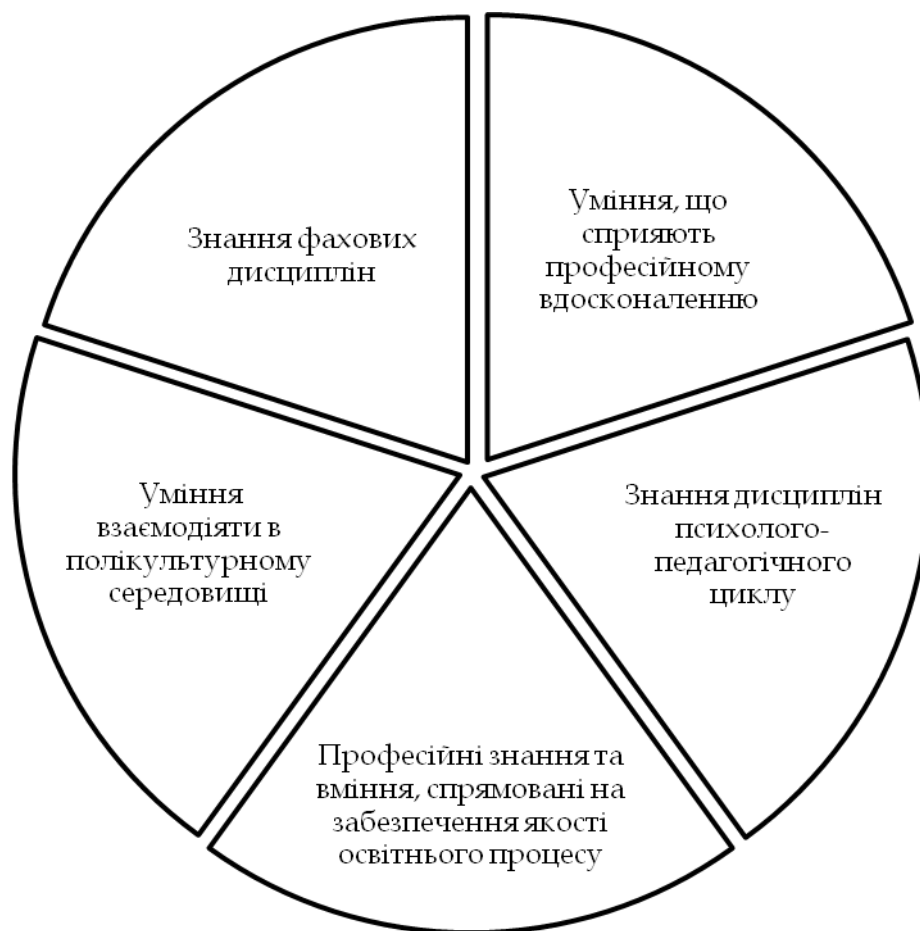 Знання фахових
дисциплін
Уміння, що
сприяють
професійному
вдосконаленню
Знання дисциплін
психолого-
педагогічного
циклу
Професійні знання та
вміння, спрямовані на
забезпечення якості
освітнього процесу
Уміння
взаємодіяти в
полікультурному
середовищі